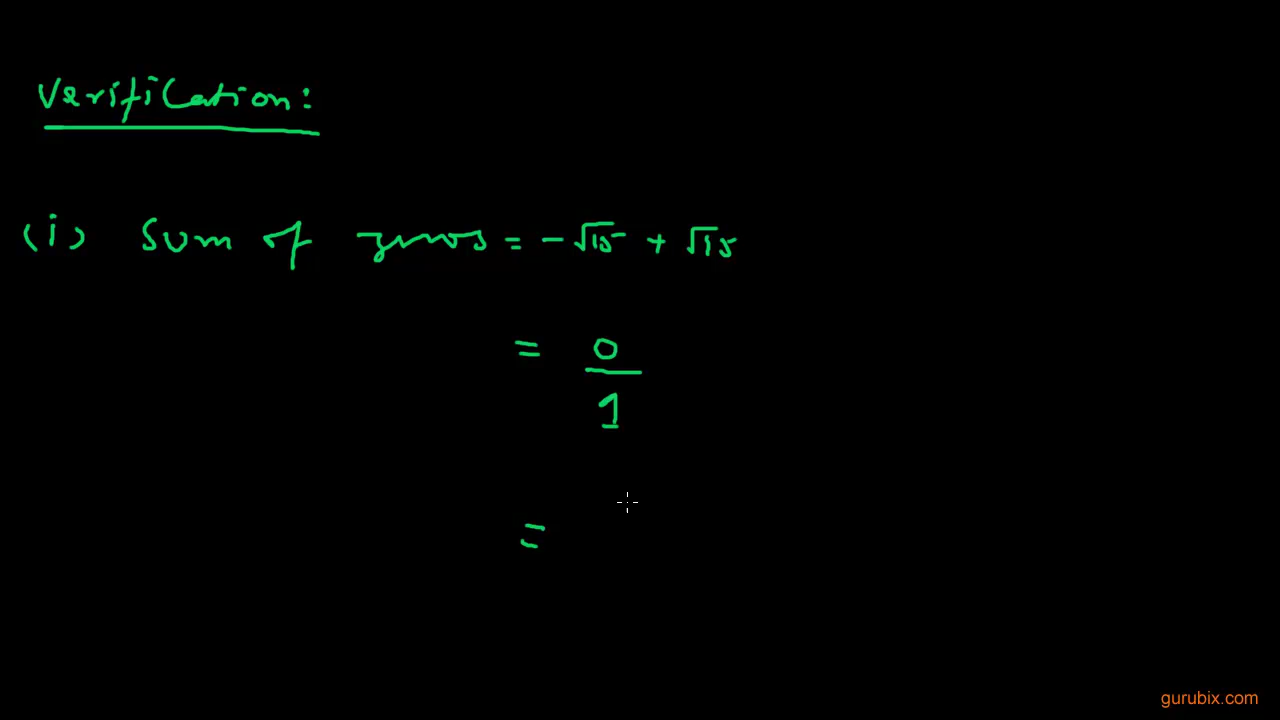 Verification:
(i) Sum of zeros = -√15 + √15
= 0/1
=
gurubix.com